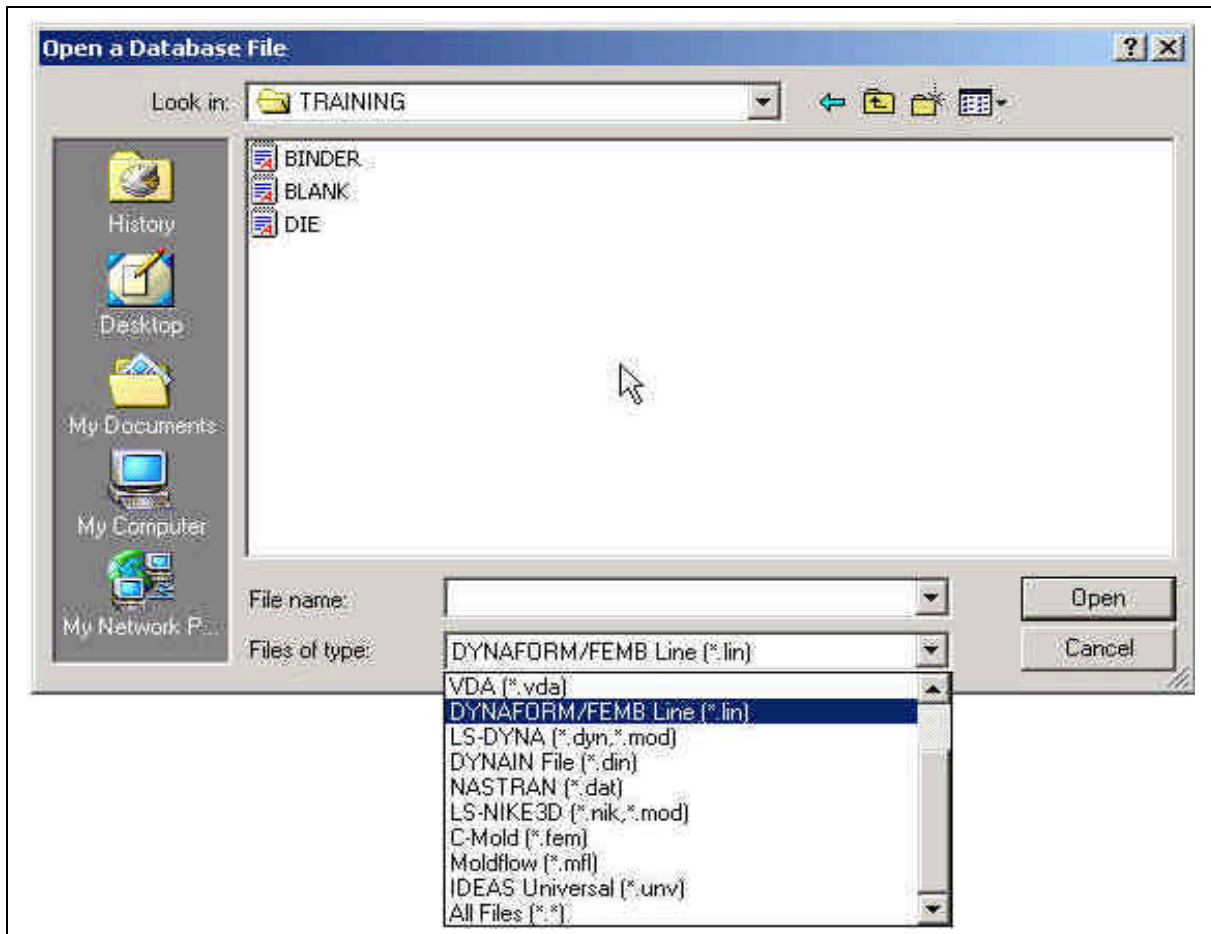 Open a Database File
Look in: TRAINING
BINDER
BLANK
DIE
History
Desktop
My Documents
My Computer
My Network P...
File name:
Open
Files of type: DYNAFORM/FEMB Line (*.lin)
Cancel
VDA (*.vda)
DYNAFORM/FEMB Line (*.lin)
LS-DYNA (*.dyn,*.mod)
DYNAIN File (*.din)
NASTRAN (*.dat)
LS-NIKE3D (*.nik,*.mod)
C-Mold (*.fem)
Moldflow (*.mfl)
IDEAS Universal (*.unv)
All Files (*.*)